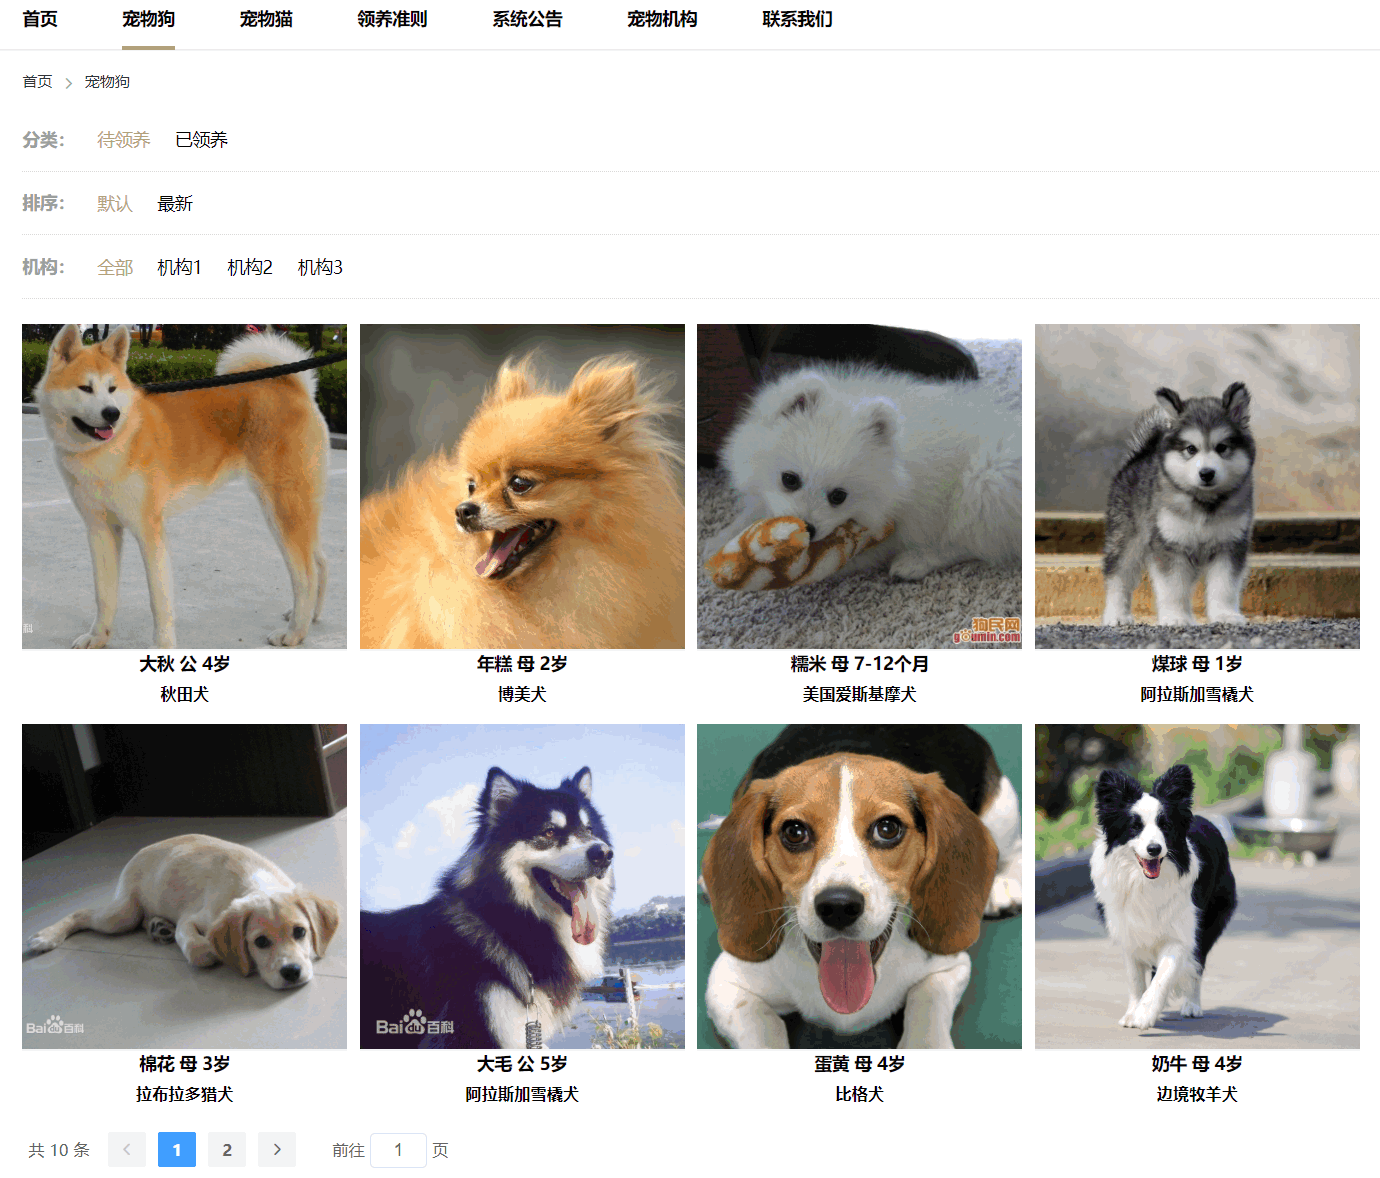 首页 宠物狗 宠物猫 领养准则 系统公告 宠物机构 联系我们
首页 > 宠物狗
分类： 待领养 已领养
排序： 默认 最新
机构： 全部 机构1 机构2 机构3
科
狗民网
goumin.com
大秋 公 4岁 年糕 母 2岁 糯米 母 7-12个月 煤球 母 1岁
秋田犬 博美犬 美国爱斯基摩犬 阿拉斯加雪橇犬
Bai du 百科 Bai du 百科
棉花 母 3岁 大毛 公 5岁 蛋黄 母 4岁 奶牛 母 4岁
拉布拉多猎犬 阿拉斯加雪橇犬 比格犬 边境牧羊犬
共 10 条 < 1 2 > 前往 1 页